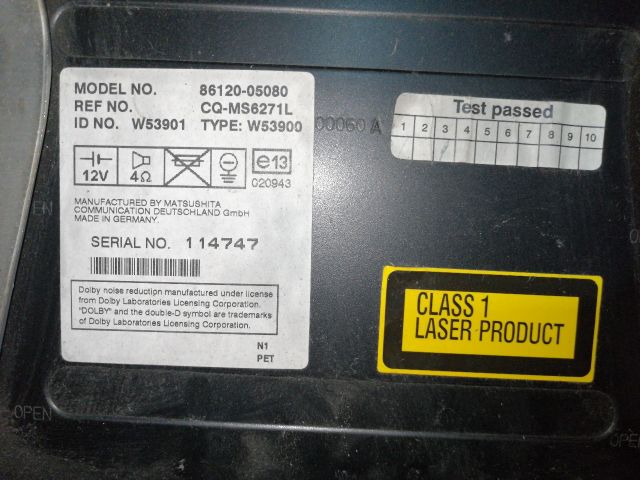 MODEL NO. 86120-05080
REF NO. CQ-MS6271L
ID NO. W53901 TYPE: W53900
12V
4Ω
e13
020943
MANUFACTURED BY MATSUSHITA
COMMUNICATION DEUTSCHLAND GmbH
MADE IN GERMANY.
SERIAL NO. 114747
Dolby noise reduction manufactured under license
from Dolby Laboratories Licensing Corporation.
"DOLBY" and the double-D symbol are trademarks
of Dolby Laboratories Licensing Corporation.
N1
PET
00060 A
Test passed
1 2 3 4 5 6 7 8 9 10
CLASS 1
LASER PRODUCT
OPEN
OPEN
OPEN